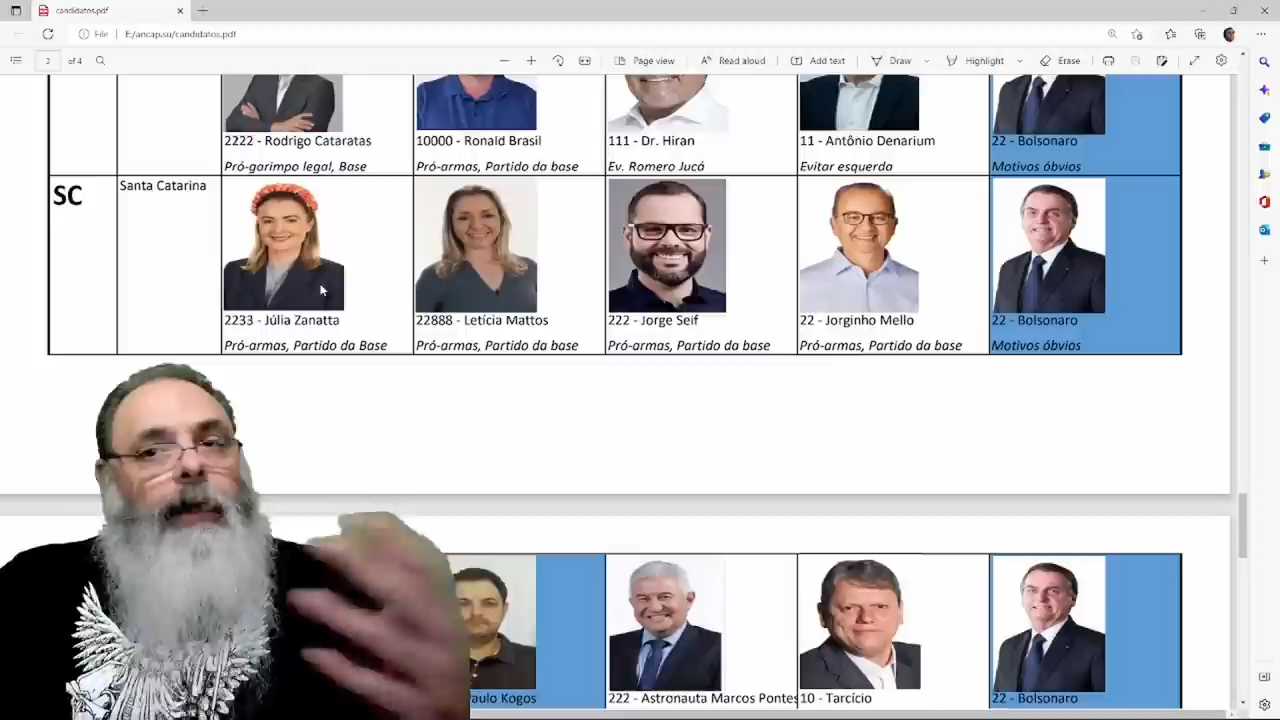 candidatos.pdf
File
E:/ancap.su/candidatos.pdf
3 of 4
Page view
Read aloud
Add text
Draw
Highlight
Erase
2222 - Rodrigo Cataratas
10000 - Ronald Brasil
111 - Dr. Hiran
11 - Antônio Denarium
22 - Bolsonaro
Pró-garimpo legal, Base
Pró-armas, Partido da base
Ev. Romero Jucá
Evitar esquerda
Motivos óbvios
SC
Santa Catarina
2233 - Júlia Zanatta
22888 - Letícia Mattos
222 - Jorge Seif
22 - Jorginho Mello
22 - Bolsonaro
Pró-armas, Partido da Base
Pró-armas, Partido da base
Pró-armas, Partido da base
Pró-armas, Partido da base
Motivos óbvios
Paulo Kogos
222 - Astronauta Marcos Pontes
10 - Tarcício
22 - Bolsonaro